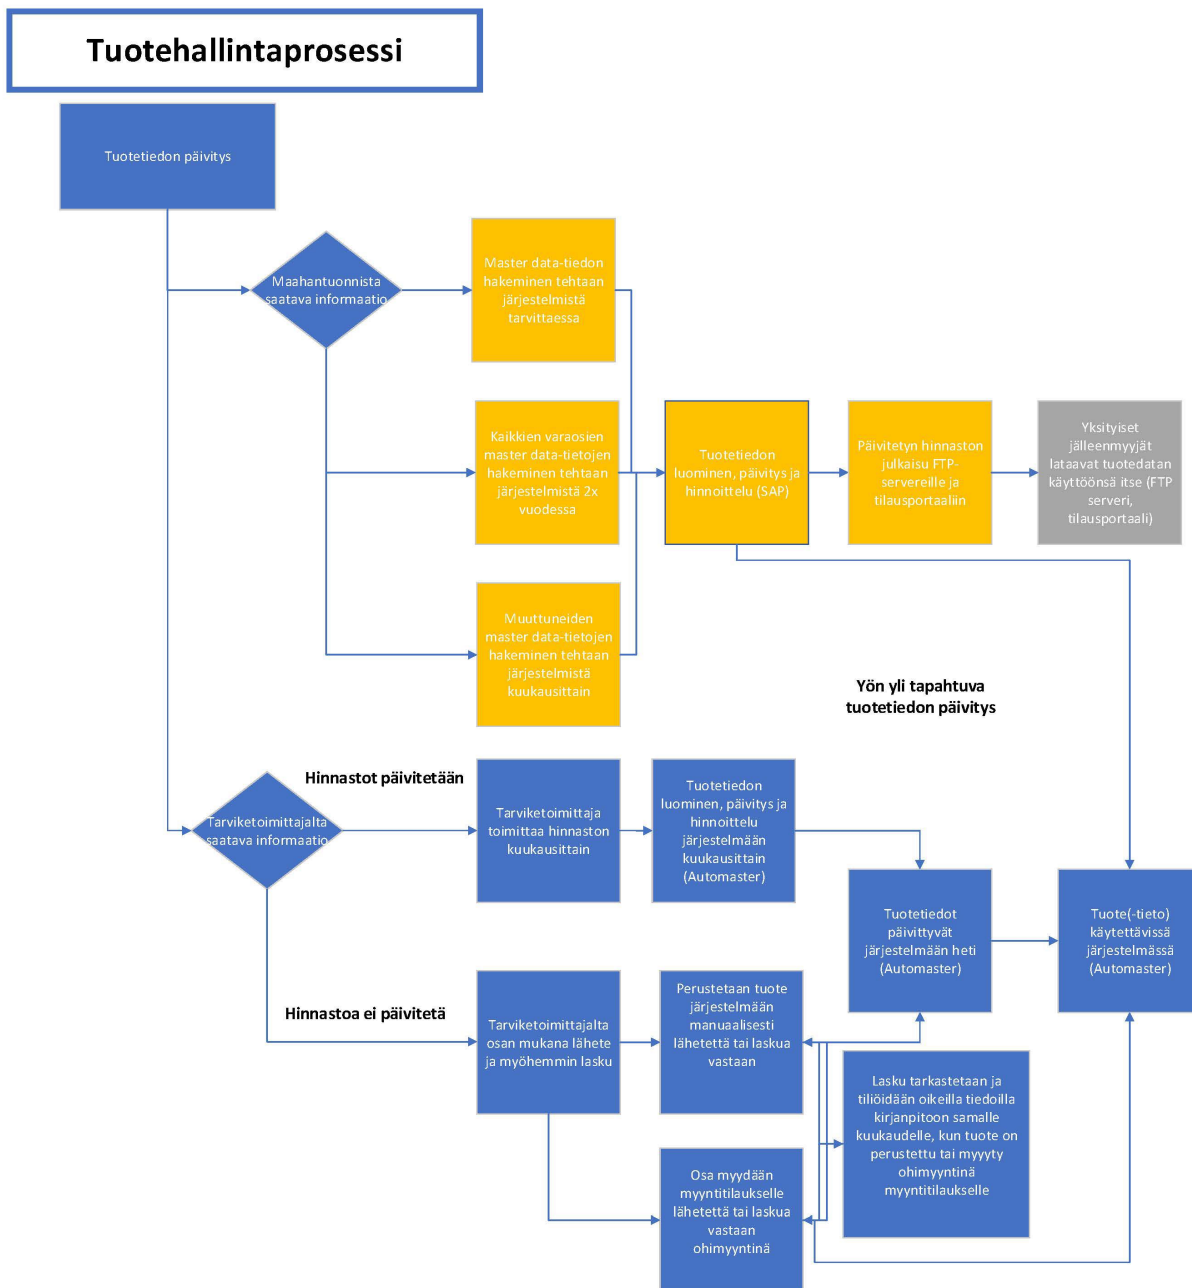 Tuotehallintaprosessi
Tuotetiedon päivitys
Maahantuonnista
saatava informaatio
Master data-tiedon
hakeminen tehtaan
järjestelmistä
tarvittaessa
Kaikkien varaosien
master data-tietojen
hakeminen tehtaan
järjestelmistä 2x
vuodessa
Tuotetiedon
luominen, päivitys ja
hinnoittelu (SAP)
Päivitetyn hinnaston
julkaisu FTP-
servereille ja
tilausportaaliin
Yksityiset
jälleenmyyjät
lataavat tuotedatan
käyttöönsä itse (FTP
serveri,
tilausportaali)
Muuttuneiden
master data-tietojen
hakeminen tehtaan
järjestelmistä
kuukausittain
Yön yli tapahtuva
tuotetiedon päivitys
Hinnastot päivitetään
Tarviketoimittajalta
saatava informaatio
Tarviketoimittaja
toimittaa hinnaston
kuukausittain
Tuotetiedon
luominen, päivitys ja
hinnoittelu
järjestelmään
kuukausittain
(Automaster)
Tuotetiedot
päivittyvät
järjestelmään heti
(Automaster)
Tuote(-tieto)
käytettävissä
järjestelmässä
(Automaster)
Hinnastoa ei päivitetä
Tarviketoimittajalta
osan mukana lähete
ja myöhemmin lasku
Perustetaan tuote
järjestelmään
manuaalisesti
lähetettä tai laskua
vastaan
Lasku tarkastetaan ja
tiliöidään oikeilla tiedoilla
kirjanpitoon samalle
kuukaudelle, kun tuote on
perustettu tai myyyty
ohimyyntinä
myyntitilaukselle
Osa myydään
myyntitilaukselle
lähetettä tai laskua
vastaan
ohimyyntinä